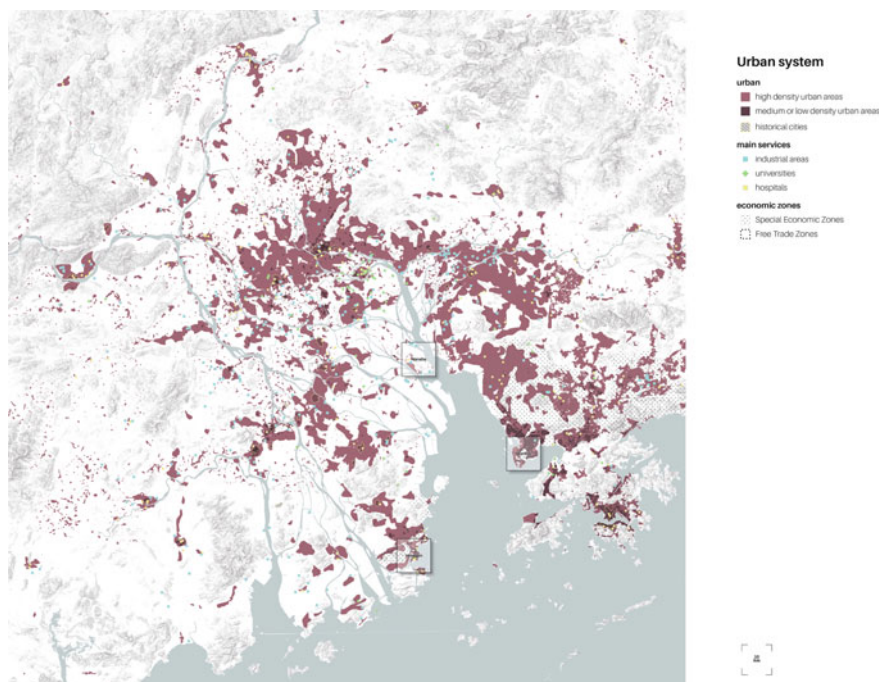 Urban system
urban
high density urban areas
medium or low density urban areas
historical cities
main services
industrial areas
universities
hospitals
economic zones
Special Economic Zones
Free Trade Zones